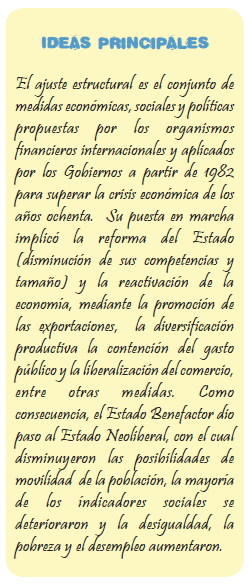 IDEAS PRINCIPALES
El ajuste estructural es el conjunto de
medidas económicas, sociales y políticas
propuestas por los organismos
financieros internacionales y aplicados
por los Gobiernos a partir de 1982
para superar la crisis económica de los
años ochenta. Su puesta en marcha
implicó la reforma del Estado
(disminución de sus competencias y
tamaño) y la reactivación de la
economía, mediante la promoción de
las exportaciones, la diversificación
productiva la contención del gasto
público y la liberalización del comercio,
entre otras medidas. Como
consecuencia, el Estado Benefactor dio
paso al Estado Neoliberal, con el cual
disminuyeron las posibilidades de
movilidad de la población, la mayoría
de los indicadores sociales se
deterioraron y la desigualdad, la
pobreza y el desempleo aumentaron.